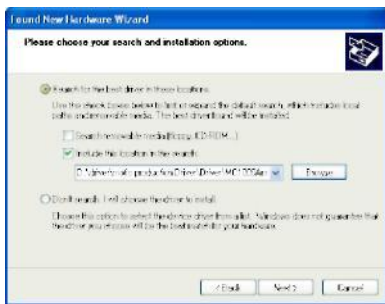 Found New Hardware Wizard
Please choose your search and installation options.
Search for the best driver in these locations.
Use the check boxes below to limit or expand the default search, which includes local
paths and removable media. The best driver found will be installed.
Search removable media (floppy, CD-ROM...)
Include this location in the search:
Browse
Don't search. I will choose the driver to install.
Choose this option to select the device driver from a list. Windows does not guarantee that
the driver you choose will be the best match for your hardware.
< Back
Next >
Cancel